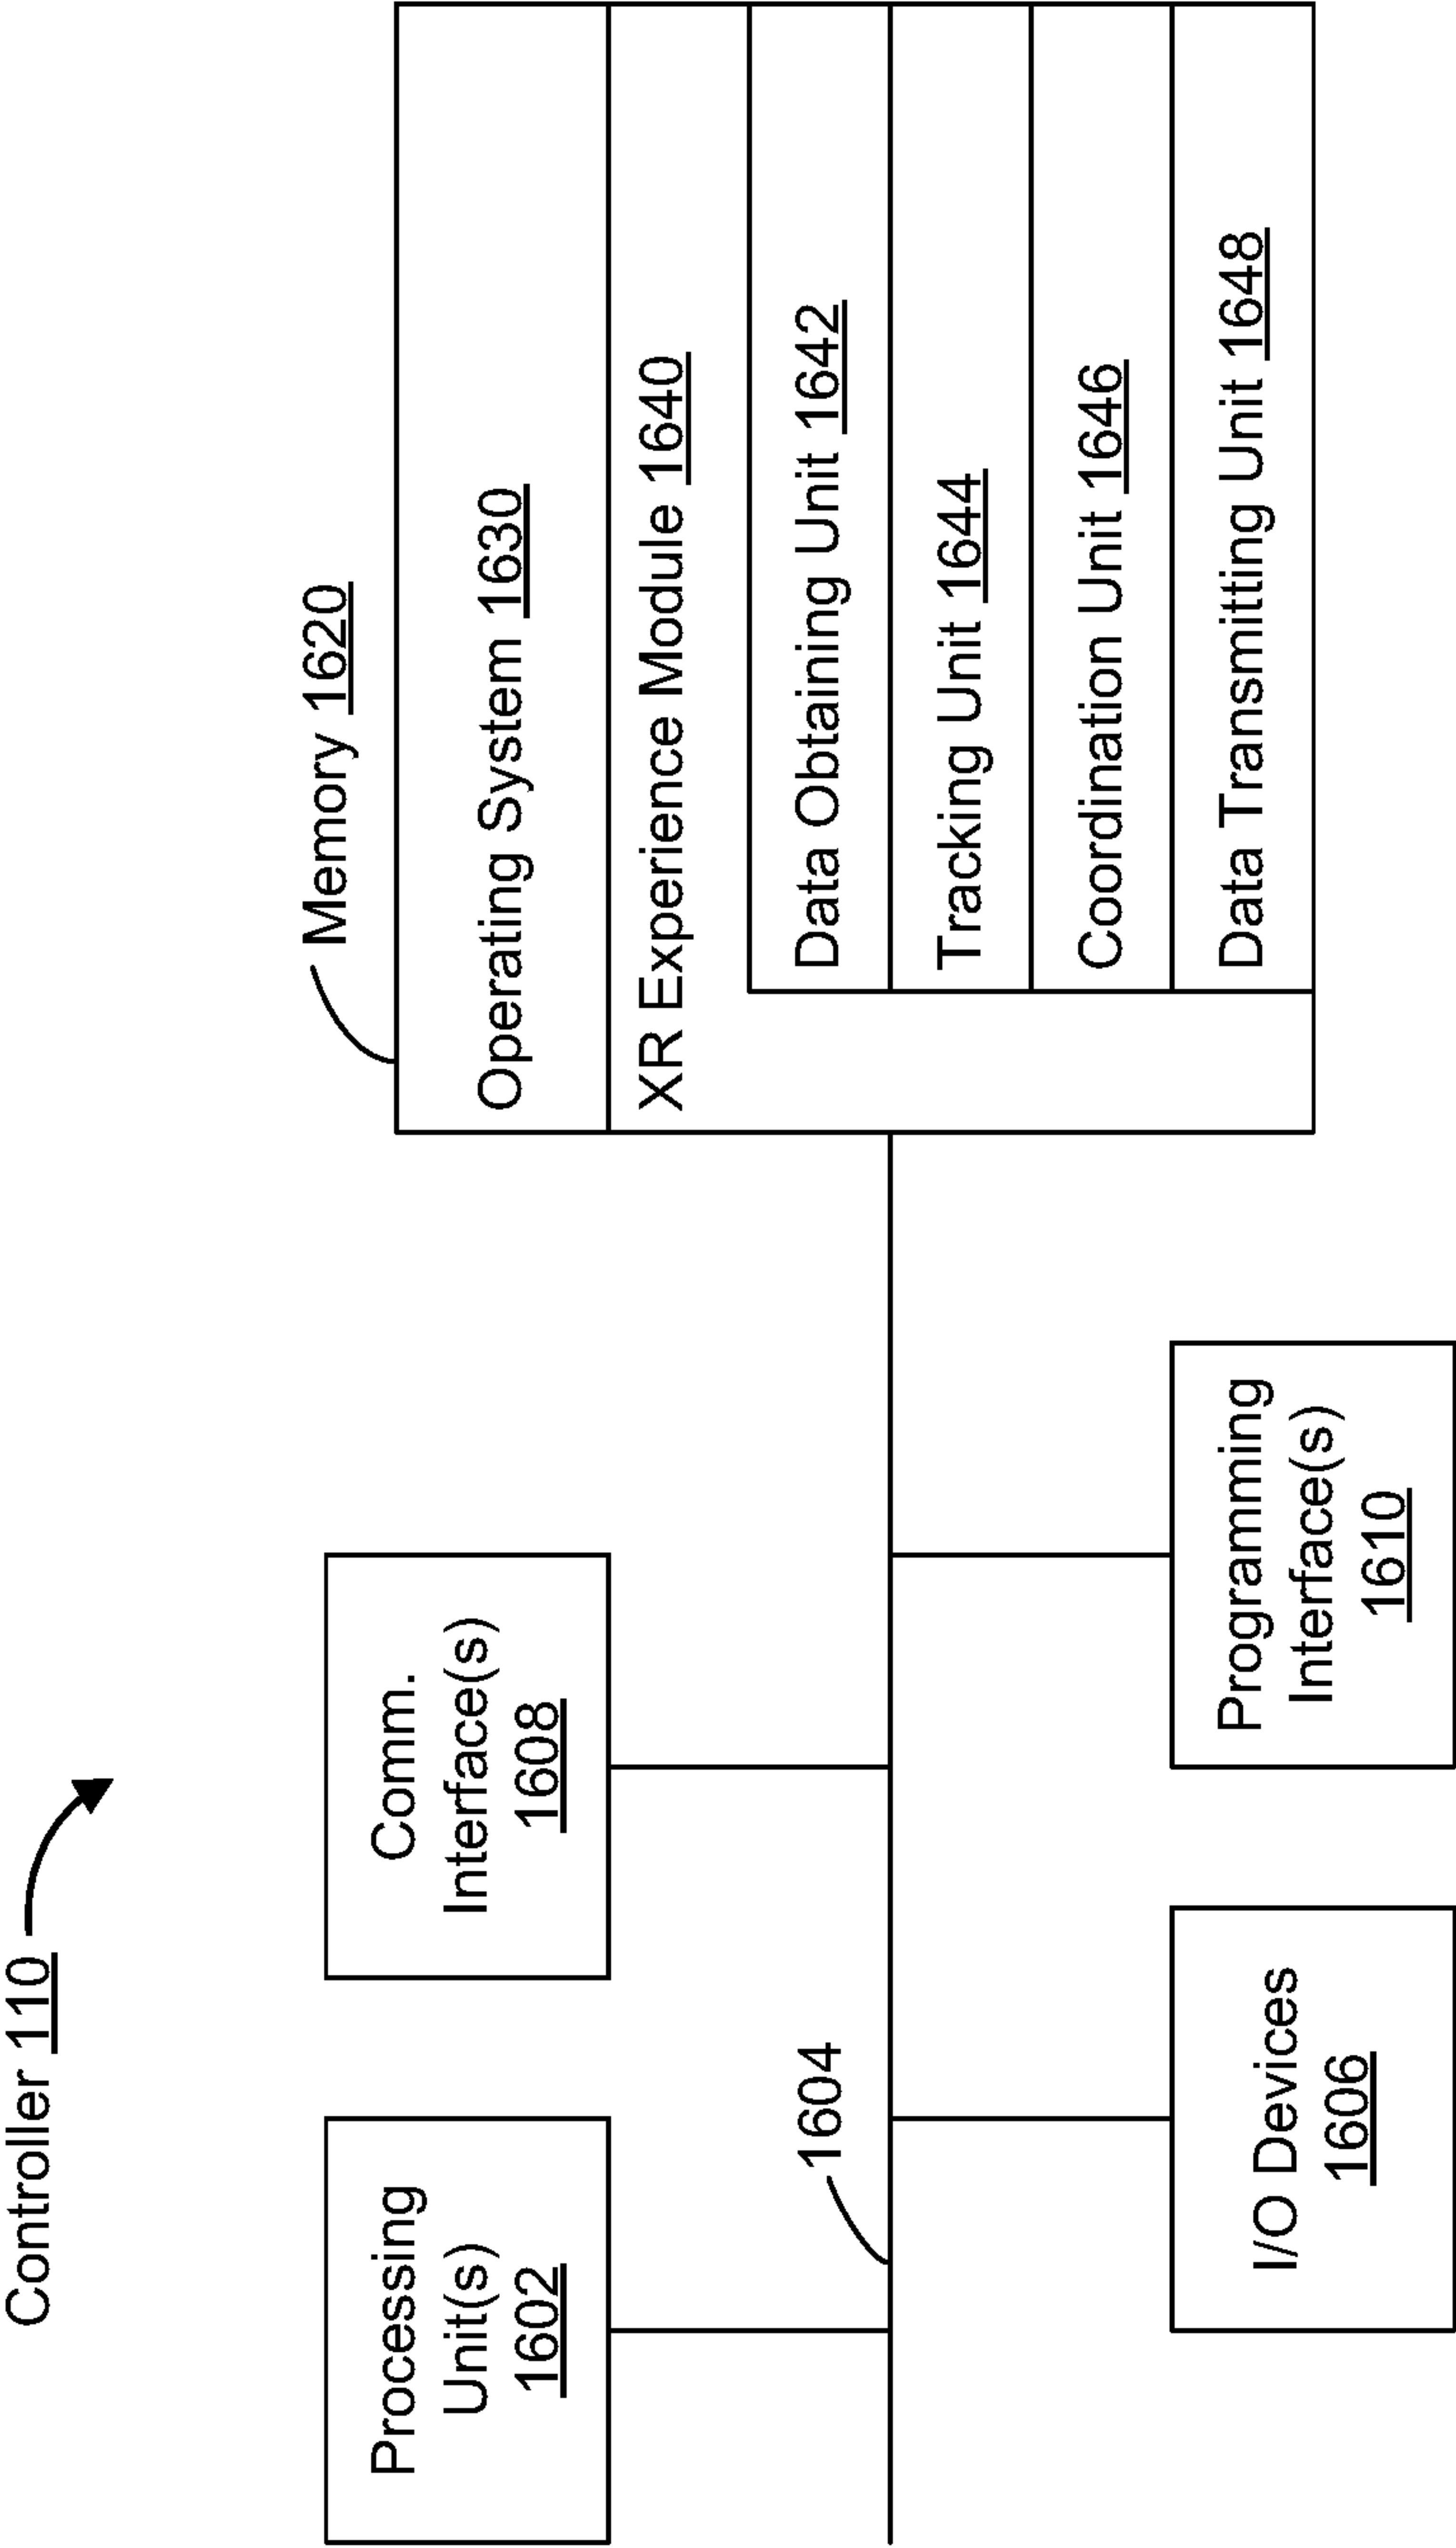 Controller 110
Processing
Unit(s)
1602
Comm.
Interface(s)
1608
1604
I/O Devices
1606
Programming
Interface(s)
1610
Memory 1620
Operating System 1630
XR Experience Module 1640
Data Obtaining Unit 1642
Tracking Unit 1644
Coordination Unit 1646
Data Transmitting Unit 1648